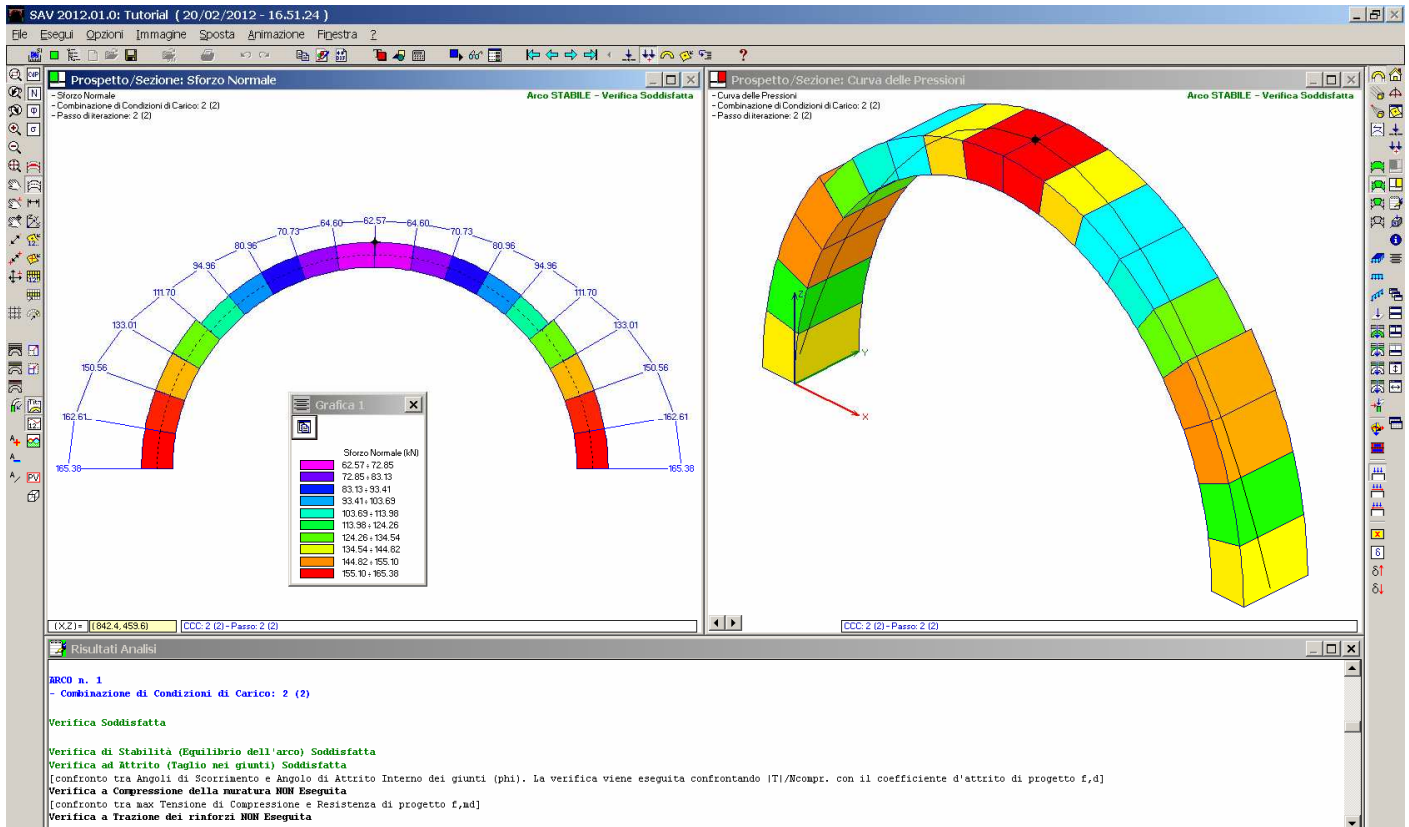 SAV 2012.01.0: Tutorial ( 20/02/2012 - 16.51.24 )
File Esegui Opzioni Immagine Sposta Animazione Finestra ?
Prospetto/Sezione: Sforzo Normale
- Sforzo Normale
- Combinazione di Condizioni di Carico: 2 (2)
- Passo di iterazione: 2 (2)
Arco STABILE - Verifica Soddisfatta
62.57
64.60
64.60
70.73
70.73
80.96
80.96
94.96
94.96
111.70
111.70
133.01
133.01
150.56
150.56
162.61
162.61
165.38
165.38
Grafica 1
Sforzo Normale (kN)
62.57 ÷ 72.85
72.85 ÷ 83.13
83.13 ÷ 93.41
93.41 ÷ 103.69
103.69 ÷ 113.98
113.98 ÷ 124.26
124.26 ÷ 134.54
134.54 ÷ 144.82
144.82 ÷ 155.10
155.10 ÷ 165.38
(X,Z) = (842.4, 459.6) CCC: 2 (2) - Passo: 2 (2)
Prospetto/Sezione: Curva delle Pressioni
- Curva delle Pressioni
- Combinazione di Condizioni di Carico: 2 (2)
- Passo di iterazione: 2 (2)
Arco STABILE - Verifica Soddisfatta
Z
Y
X
CCC: 2 (2) - Passo: 2 (2)
Risultati Analisi
ARCO n. 1
- Combinazione di Condizioni di Carico: 2 (2)
Verifica Soddisfatta
Verifica di Stabilità (Equilibrio dell'arco) Soddisfatta
Verifica ad Attrito (Taglio nei giunti) Soddisfatta
[confronto tra Angoli di Scorrimento e Angolo di Attrito Interno dei giunti (phi). La verifica viene eseguita confrontando |T|/Ncompr. con il coefficiente d'attrito di progetto f,d]
Verifica a Compressione della muratura NON Eseguita
[confronto tra max Tensione di Compressione e Resistenza di progetto f,md]
Verifica a Trazione dei rinforzi NON Eseguita